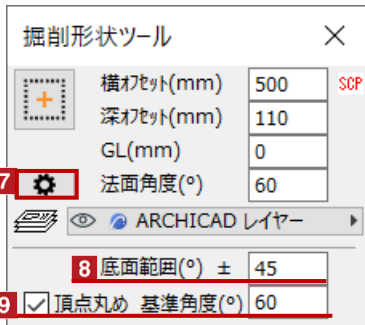 掘削形状ツール ×
横ｵﾌｾｯﾄ(mm) 500 SCP
深ｵﾌｾｯﾄ(mm) 110
GL(mm) 0
7 法面角度(°) 60
ARCHICAD レイヤー
8 底面範囲(°) ± 45
9 頂点丸め 基準角度(°) 60